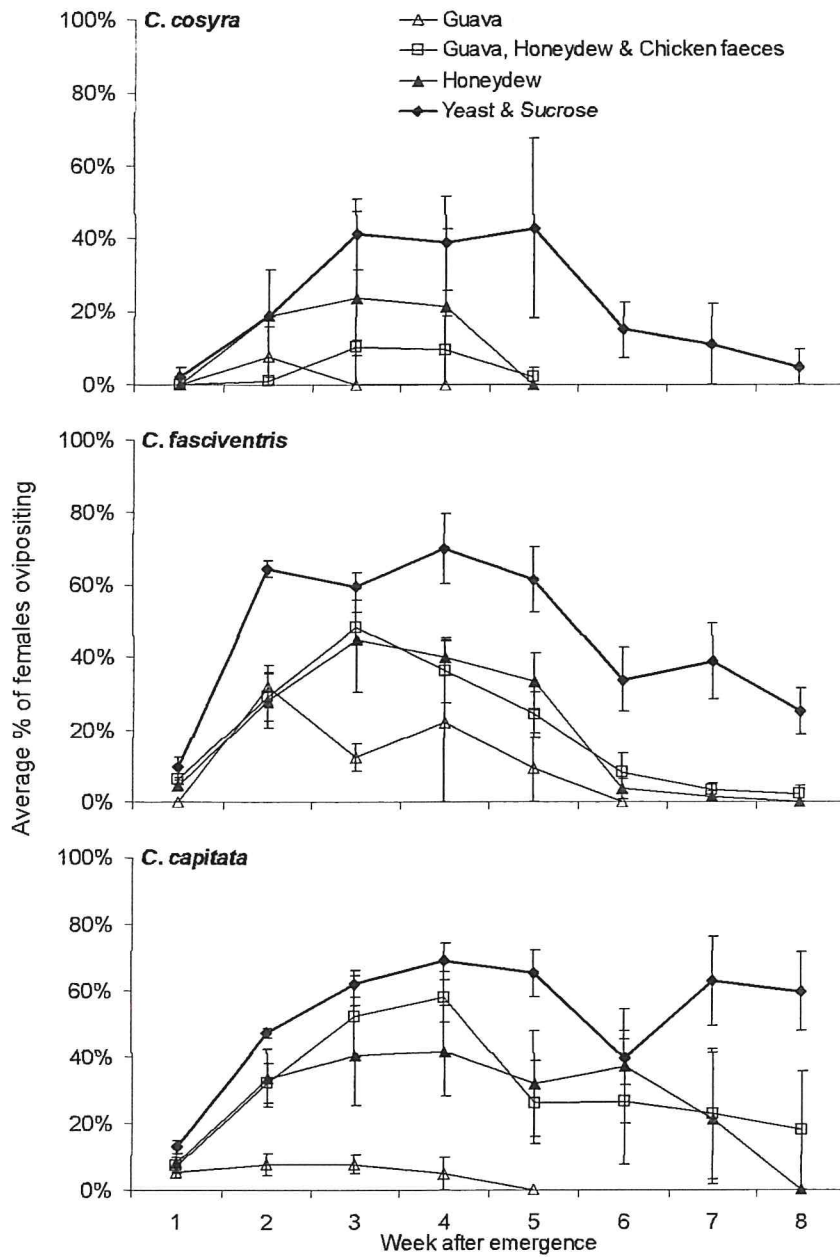 100%
C. cosyra
Guava
Guava, Honeydew & Chicken faeces
Honeydew
Yeast & Sucrose
80%
60%
40%
20%
0%
100%
C. fasciventris
80%
60%
40%
20%
0%
Average % of females ovipositing
100%
C. capitata
80%
60%
40%
20%
0%
1 2 3 4 5 6 7 8
Week after emergence